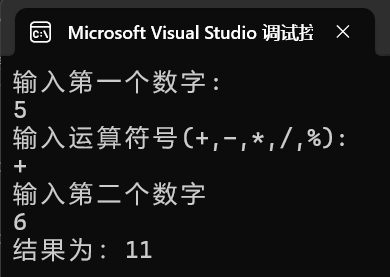 Microsoft Visual Studio 调试控
输入第一个数字:
5
输入运算符号(+,-,*,/,%):
+
输入第二个数字
6
结果为: 11